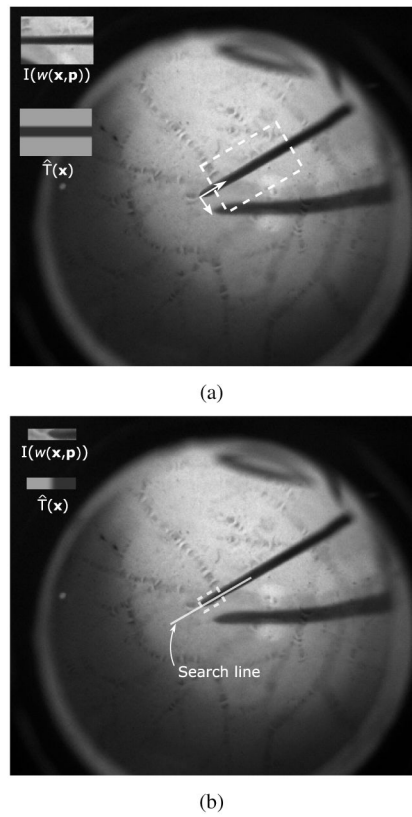 I(w(x,p))
T̂(x)
(a)
I(w(x,p))
T̂(x)
Search line
(b)